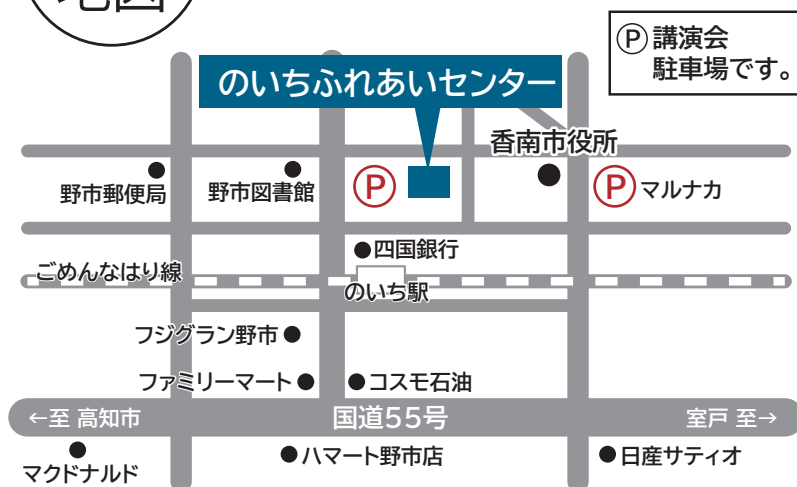 地図
Ⓟ講演会
駐車場です。
のいちふれあいセンター
香南市役所
野市郵便局
野市図書館
Ⓟ
Ⓟ
マルナカ
四国銀行
ごめんなはり線
のいち駅
フジグラン野市
ファミリーマート
コスモ石油
←至 高知市
国道55号
室戸 至→
マクドナルド
ハマート野市店
日産サティオ